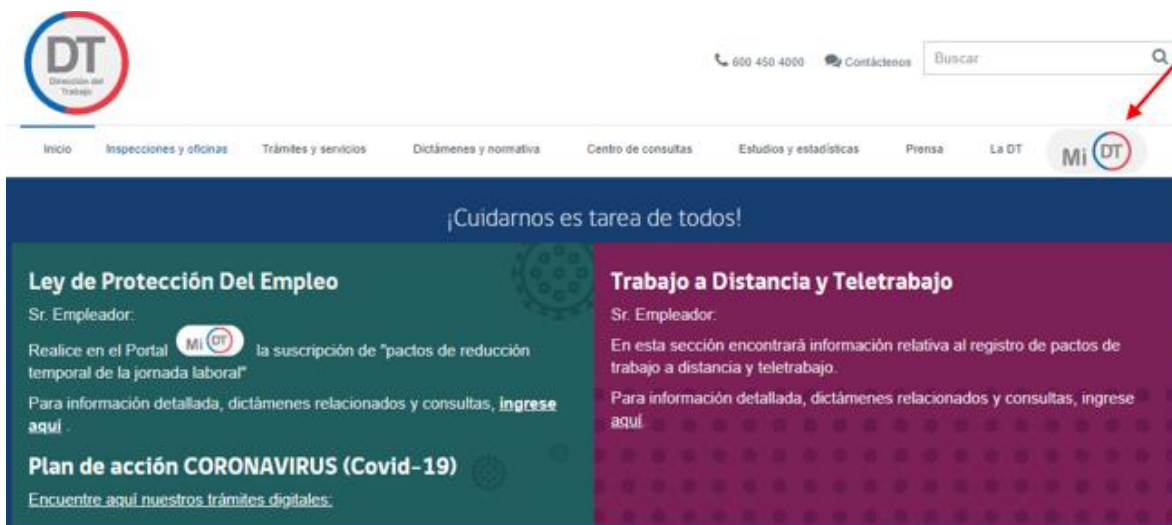 DT
Dirección del
Trabajo
600 450 4000 Contáctenos Buscar
Inicio Inspecciones y oficinas Trámites y servicios Dictámenes y normativa Centro de consultas Estudios y estadísticas Prensa La DT Mi DT
¡Cuidarnos es tarea de todos!
Ley de Protección Del Empleo
Sr. Empleador:
Realice en el Portal Mi DT la suscripción de "pactos de reducción
temporal de la jornada laboral"
Para información detallada, dictámenes relacionados y consultas, ingrese
aquí .
Plan de acción CORONAVIRUS (Covid-19)
Encuentre aquí nuestros trámites digitales:
Trabajo a Distancia y Teletrabajo
Sr. Empleador:
En esta sección encontrará información relativa al registro de pactos de
trabajo a distancia y teletrabajo.
Para información detallada, dictámenes relacionados y consultas, ingrese
aquí.